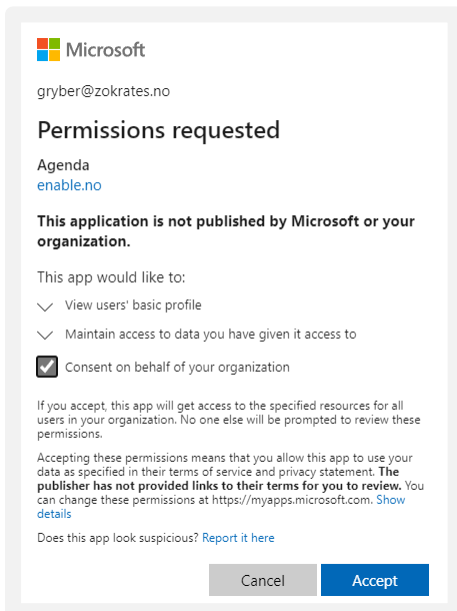 Microsoft
gryber@zokrates.no
Permissions requested
Agenda
enable.no
This application is not published by Microsoft or your
organization.
This app would like to:
View users' basic profile
Maintain access to data you have given it access to
Consent on behalf of your organization
If you accept, this app will get access to the specified resources for all
users in your organization. No one else will be prompted to review these
permissions.
Accepting these permissions means that you allow this app to use your
data as specified in their terms of service and privacy statement. The
publisher has not provided links to their terms for you to review. You
can change these permissions at https://myapps.microsoft.com. Show
details
Does this app look suspicious? Report it here
Cancel Accept